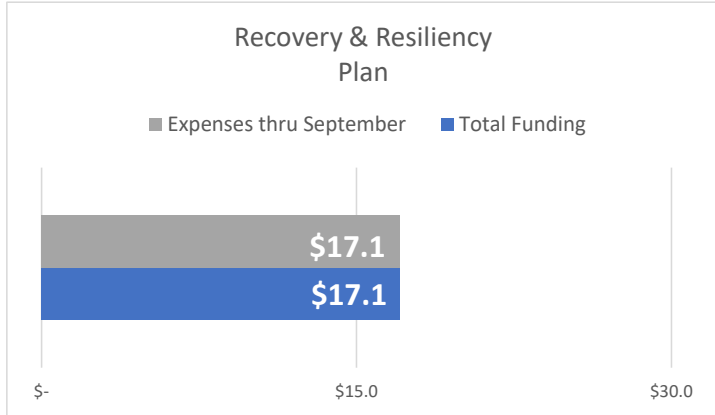 Recovery & Resiliency
Plan
Expenses thru September
Total Funding
$17.1
$17.1
$-
$15.0
$30.0